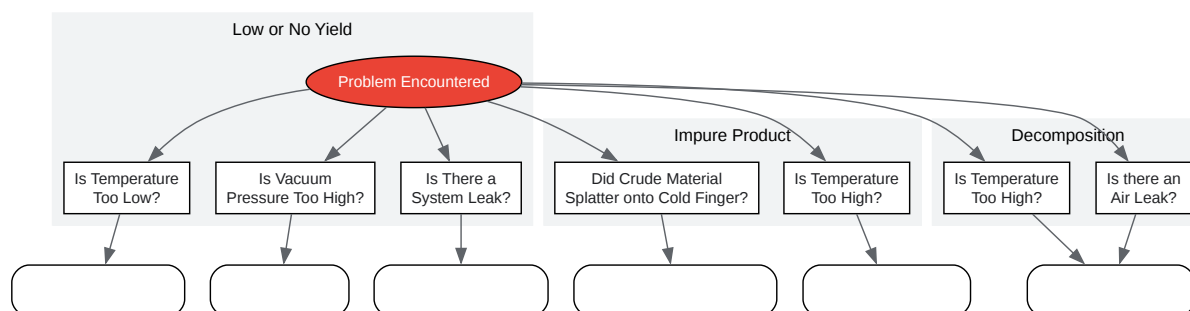 Low or No Yield
Problem Encountered
Impure Product
Decomposition
Is Temperature
Too Low?
Is Vacuum
Pressure Too High?
Is There a
System Leak?
Did Crude Material
Splatter onto Cold Finger?
Is Temperature
Too High?
Is Temperature
Too High?
Is there an
Air Leak?